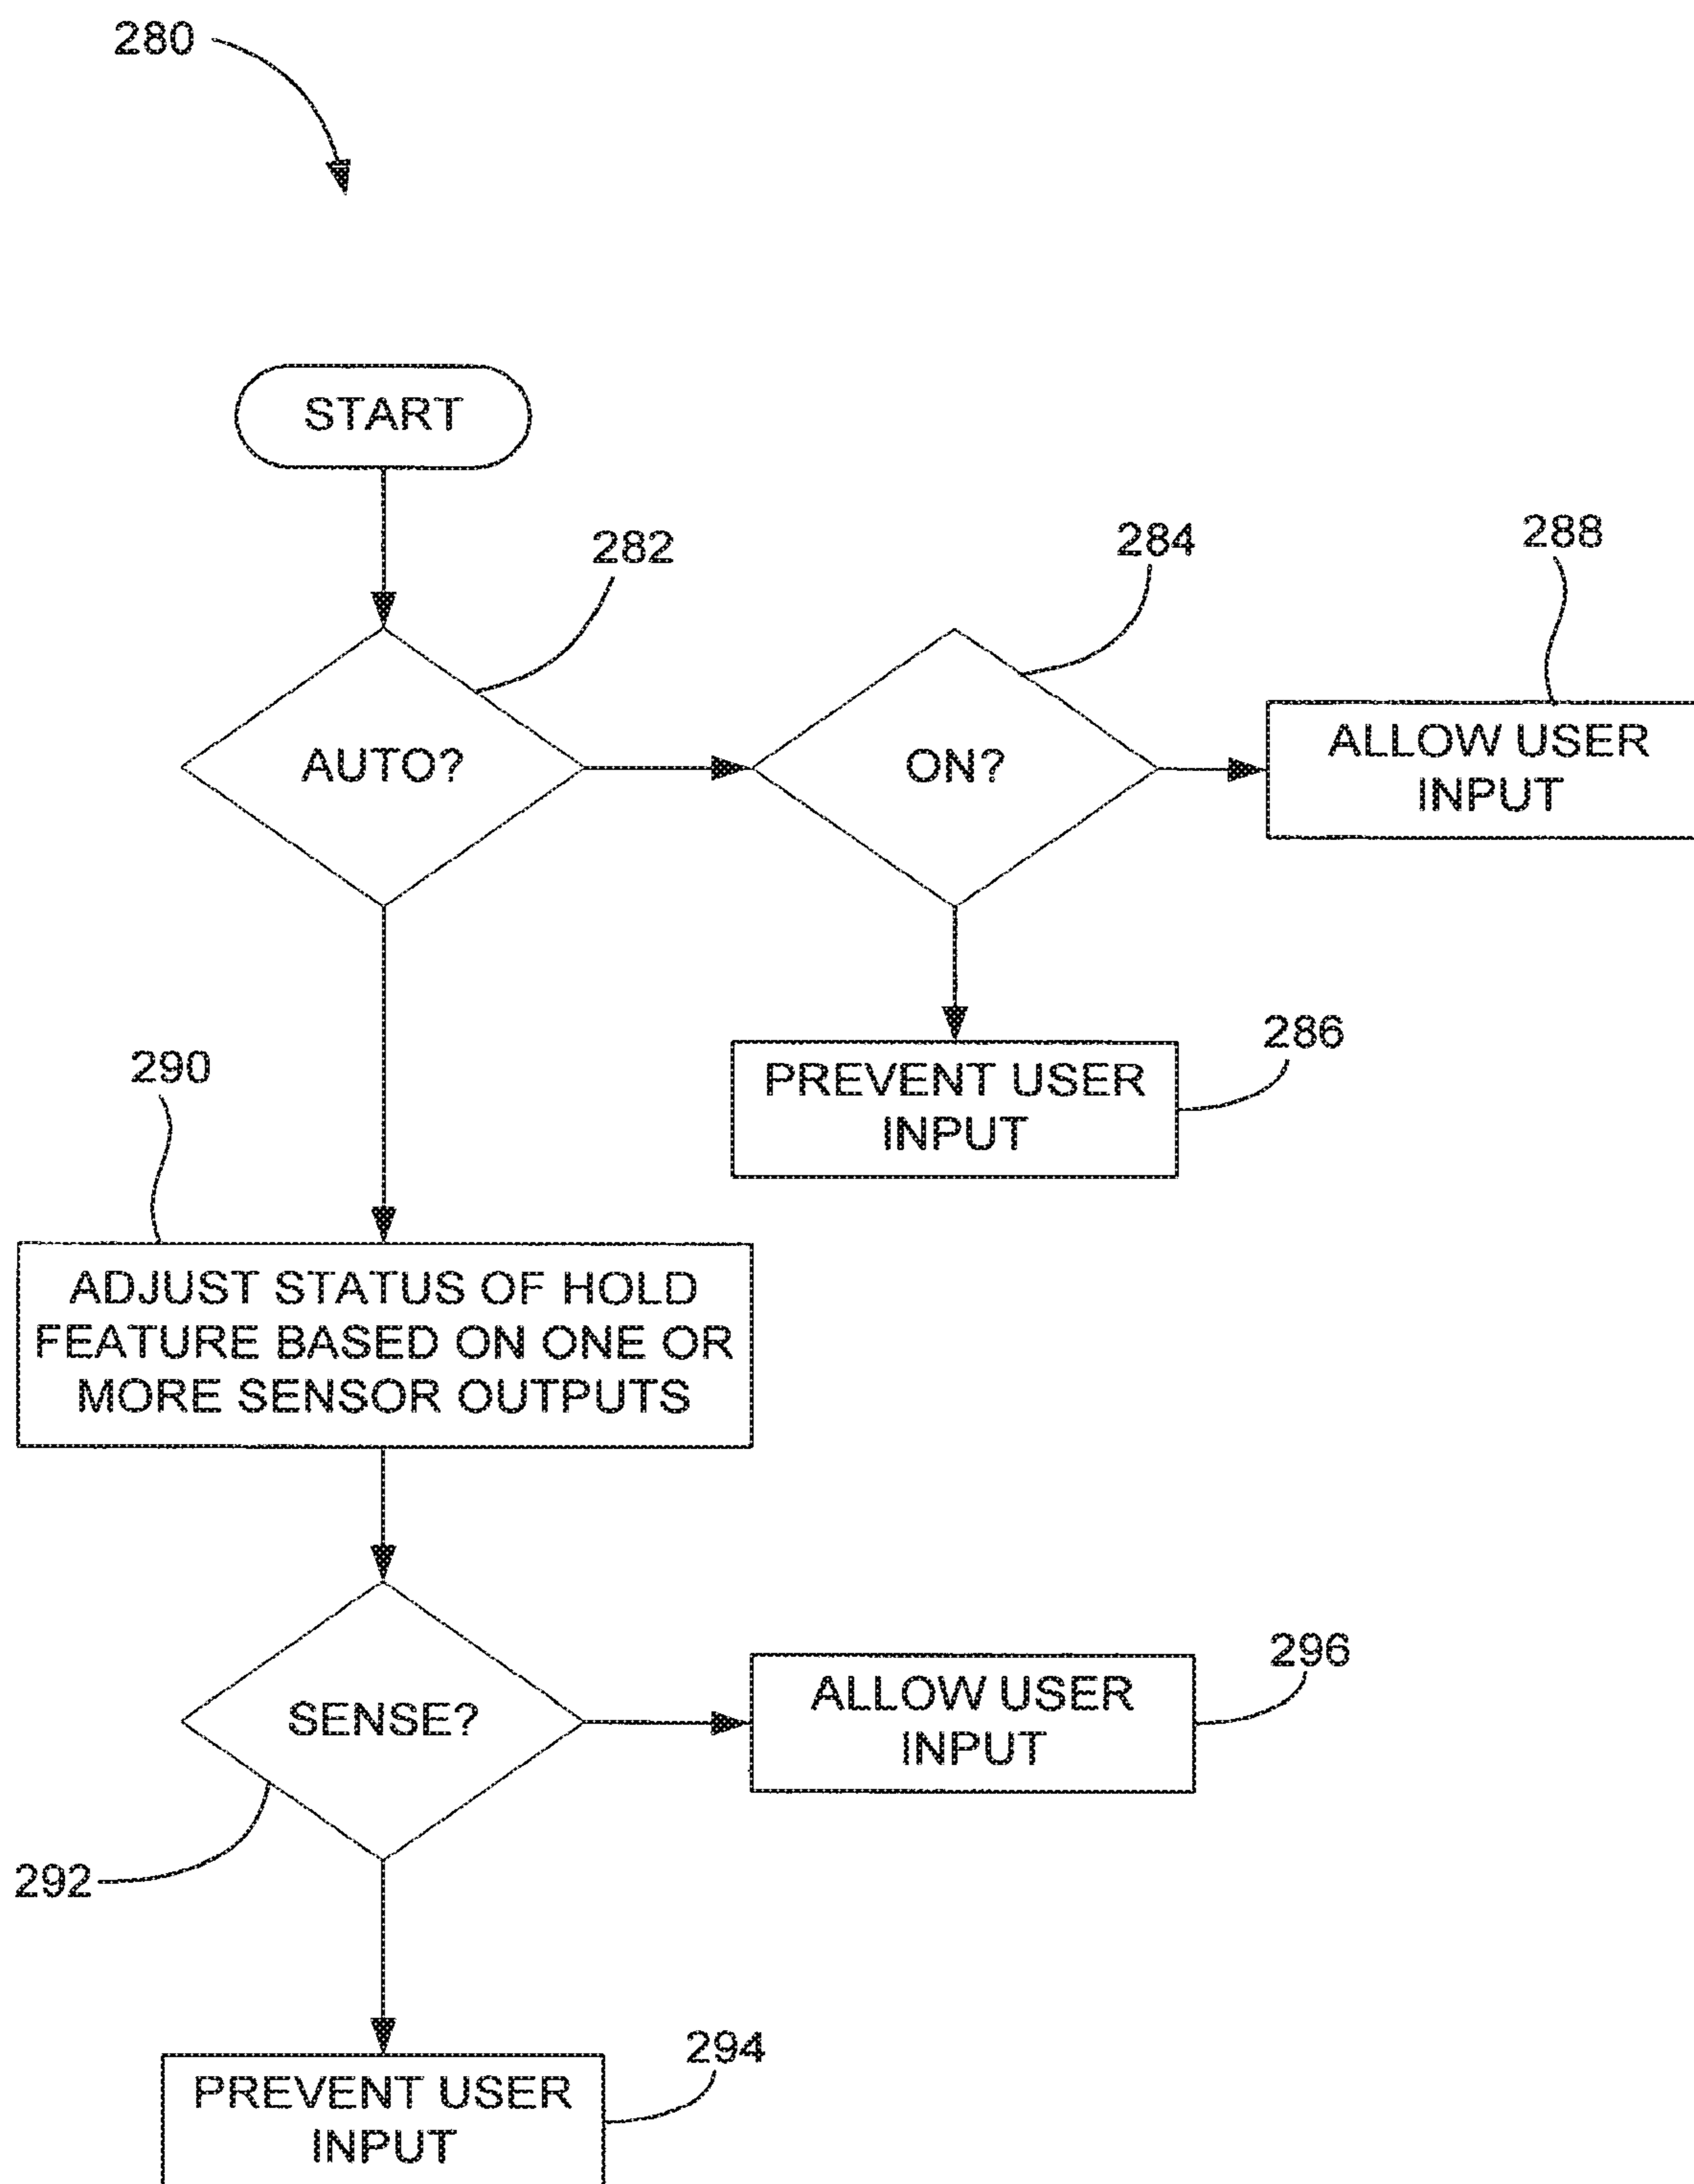 280
START
282
284
288
AUTO?
ON?
ALLOW USER
INPUT
286
PREVENT USER
INPUT
290
ADJUST STATUS OF HOLD
FEATURE BASED ON ONE OR
MORE SENSOR OUTPUTS
SENSE?
296
ALLOW USER
INPUT
292
294
PREVENT USER
INPUT